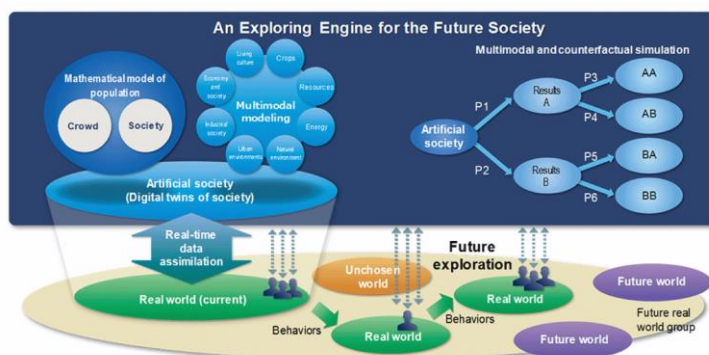 An Exploring Engine for the Future Society
Mathematical model of
population
Crowd
Society
Living
culture
Crops
Economy and
society
Resources
Multimodal
modeling
Industrial
society
Energy
Urban
environments
Natural
environment
Artificial society
(Digital twins of society)
Multimodal and counterfactual simulation
Artificial
society
P1
P2
Results
A
Results
B
P3
P4
P5
P6
AA
AB
BA
BB
Real-time
data
assimilation
Real world (current)
Behaviors
Unchosen
world
Real world
Behaviors
Future
exploration
Real world
Future world
Future real
world group
Future world